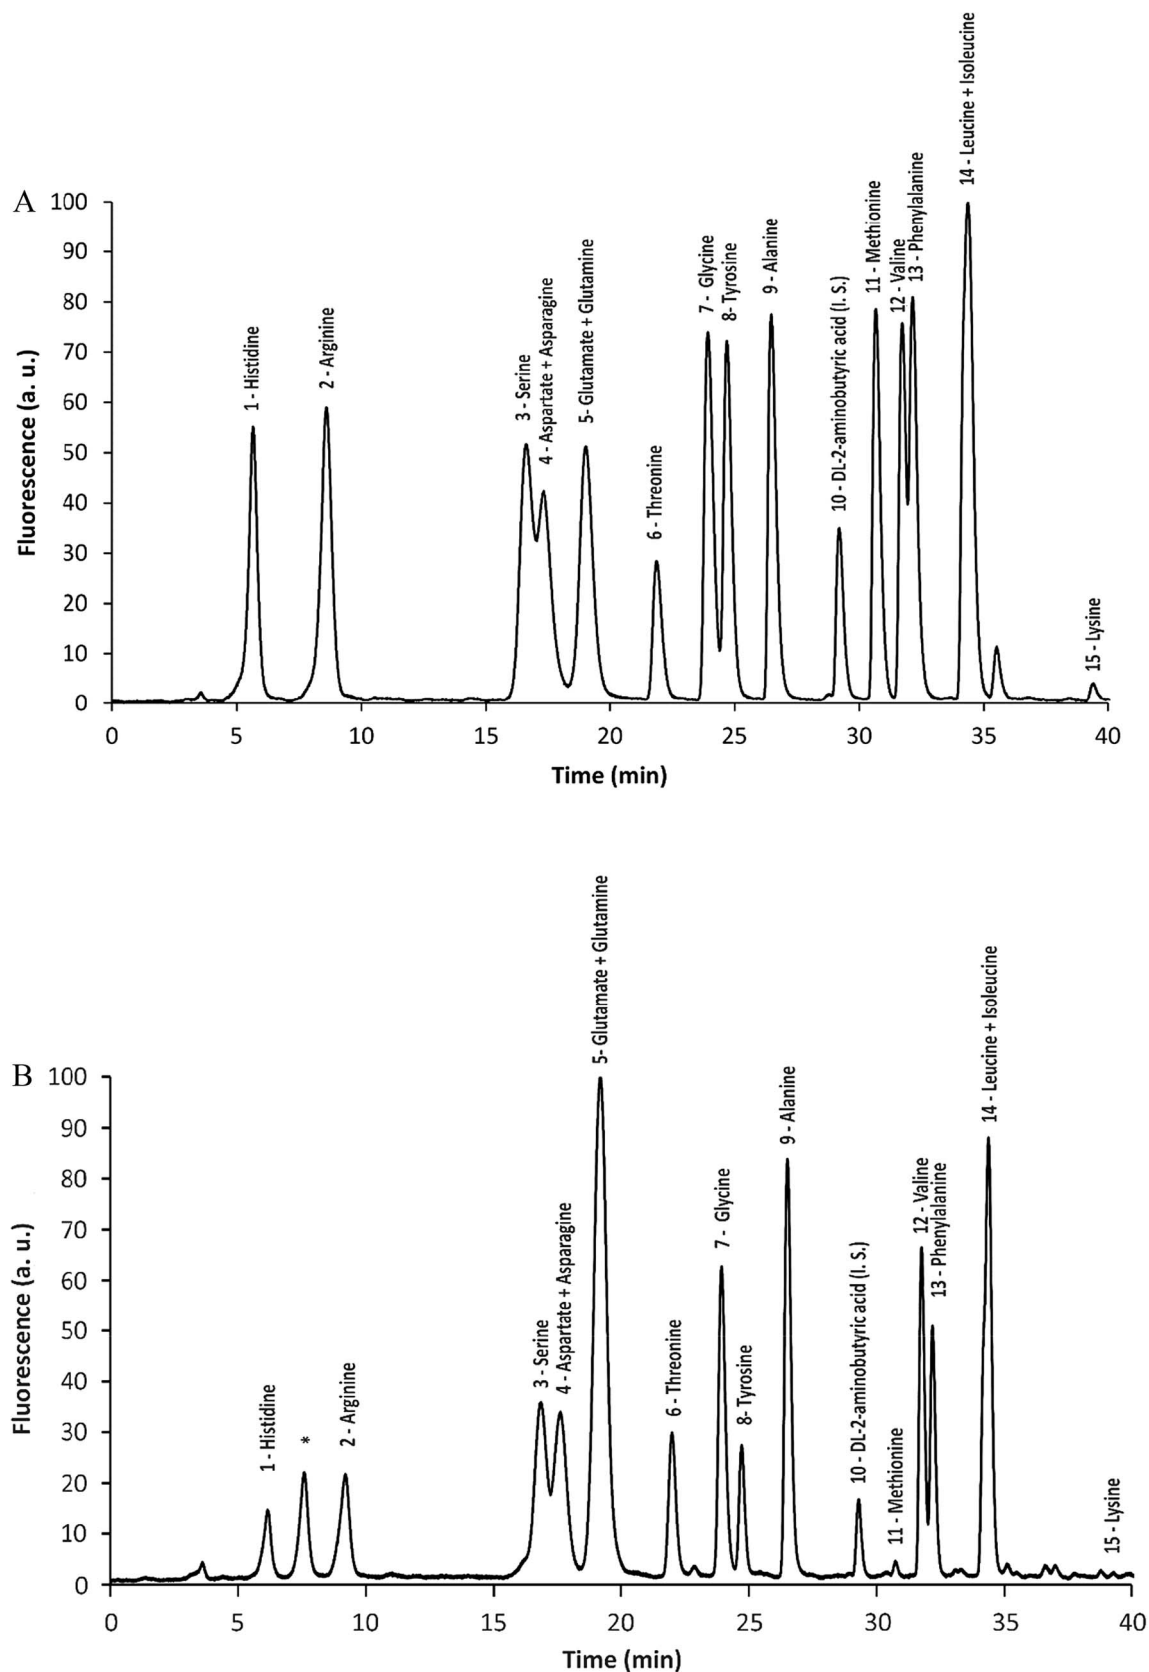 A
Fluorescence (a. u.)
100
90
80
70
60
50
40
30
20
10
0
1 - Histidine
2 - Arginine
3 - Serine
4 - Aspartate + Asparagine
5- Glutamate + Glutamine
6 - Threonine
7 - Glycine
8- Tyrosine
9 - Alanine
10 - DL-2-aminobutyric acid (I. S.)
11 - Methionine
12 - Valine
13 - Phenylalanine
14 - Leucine + Isoleucine
15 - Lysine
0 5 10 15 20 25 30 35 40
Time (min)
B
Fluorescence (a. u.)
100
90
80
70
60
50
40
30
20
10
0
1 - Histidine
*
2 - Arginine
3 - Serine
4 - Aspartate + Asparagine
5- Glutamate + Glutamine
6 - Threonine
7 - Glycine
8- Tyrosine
9 - Alanine
10 - DL-2-aminobutyric acid (I. S.)
11 - Methionine
12 - Valine
13 - Phenylalanine
14 - Leucine + Isoleucine
15 - Lysine
0 5 10 15 20 25 30 35 40
Time (min)